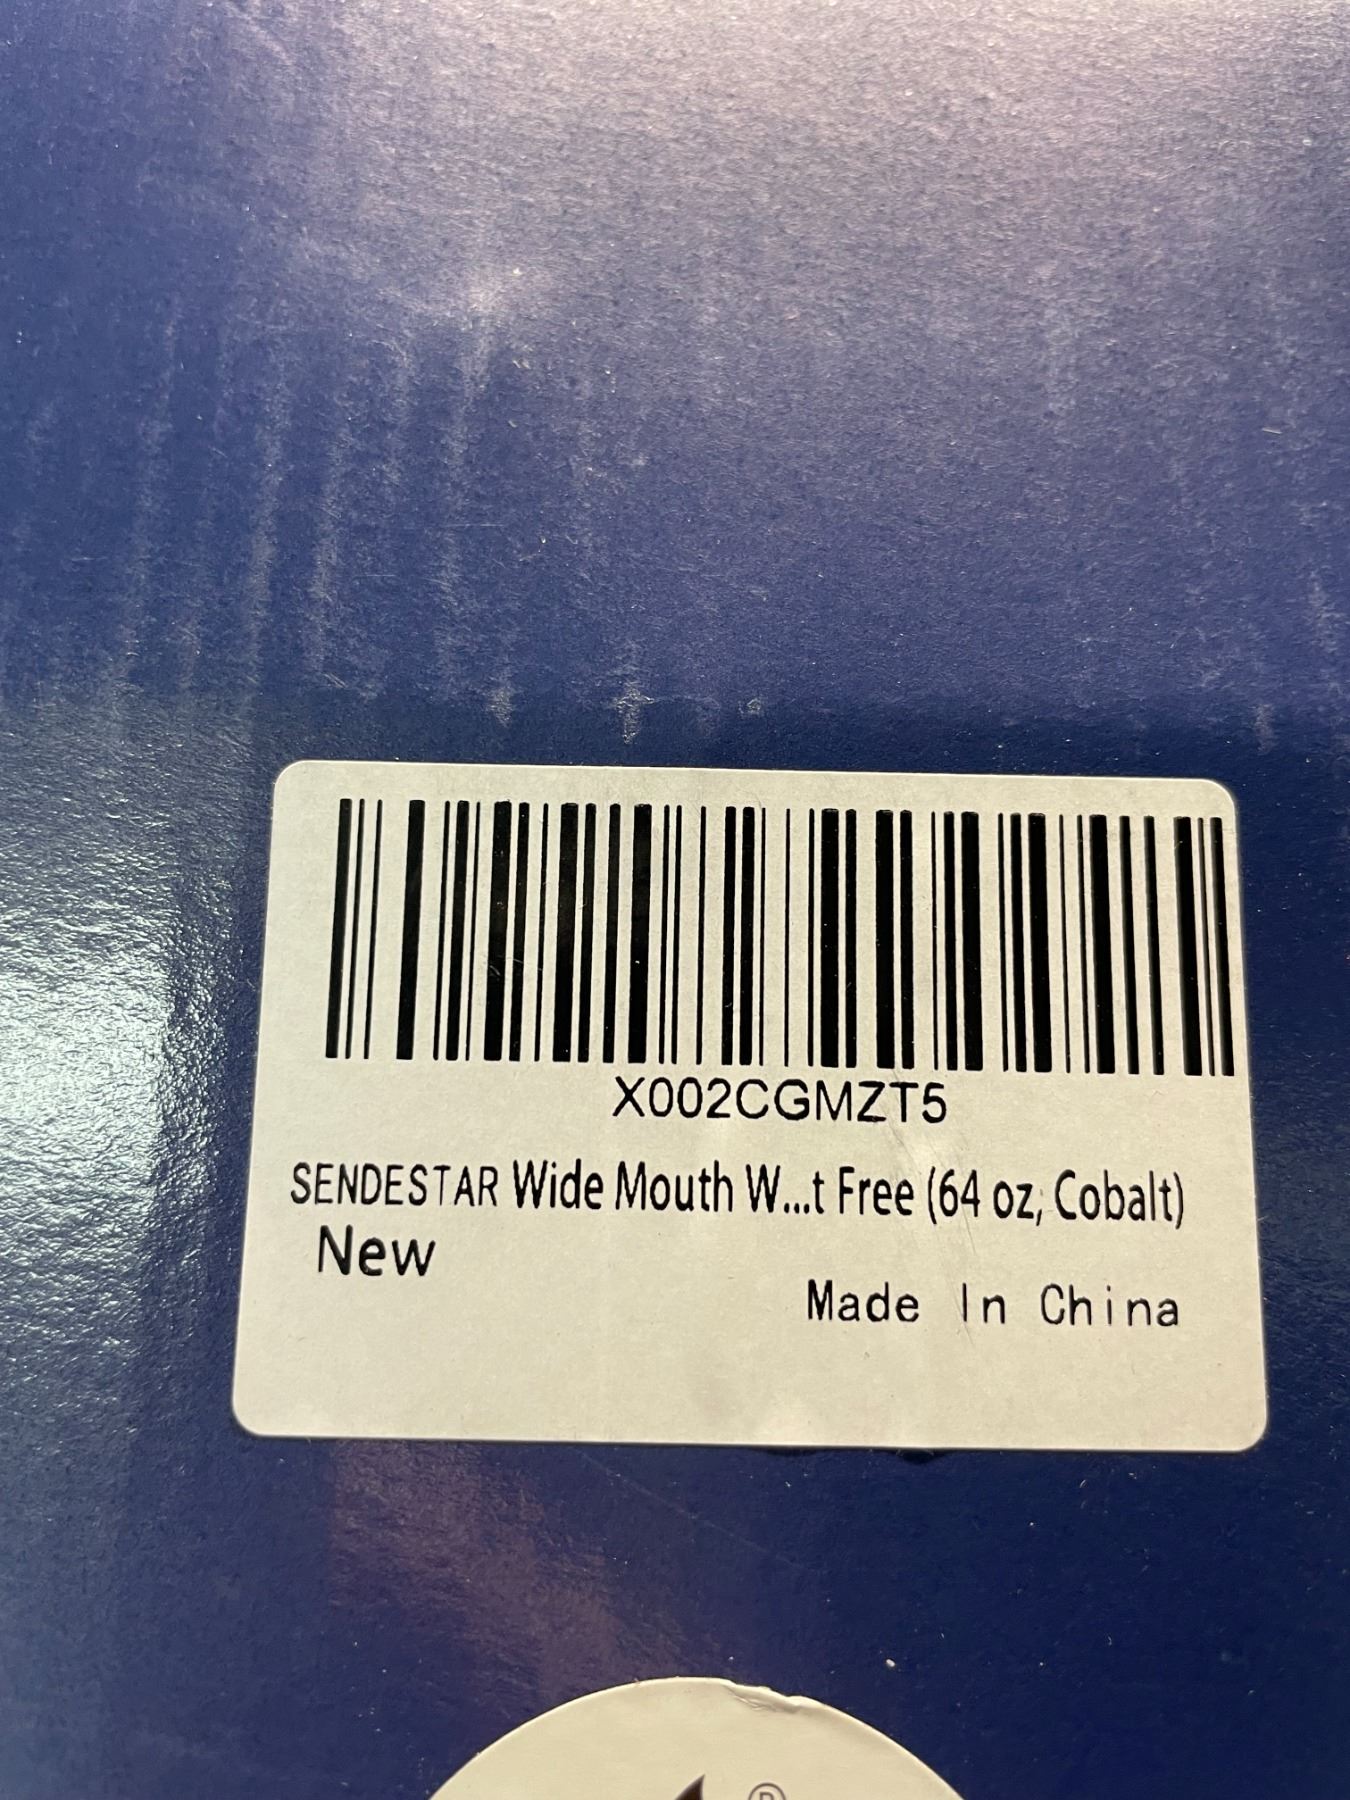 X002CGMZT5
SENDESTAR Wide Mouth W...t Free (64 oz, Cobalt)
New
Made In China
®